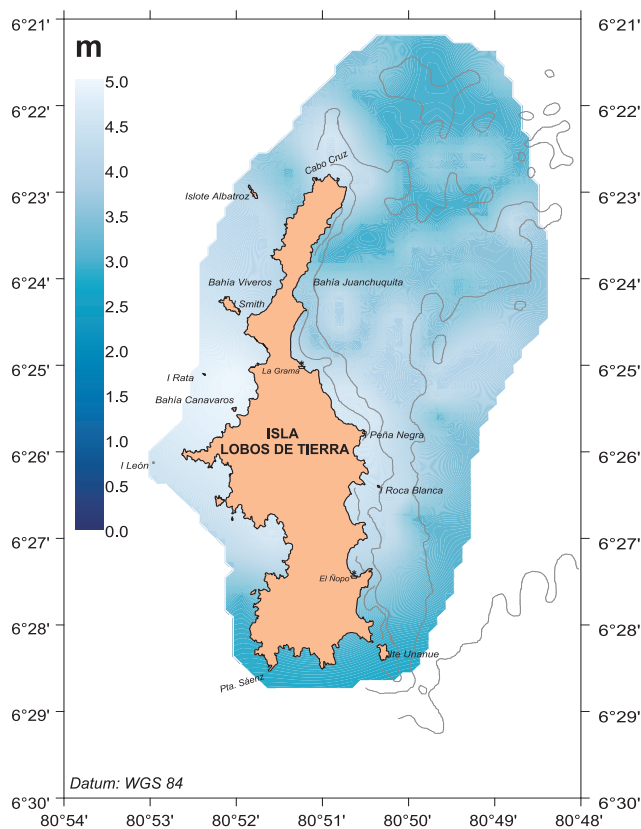 6°21'
6°21'
m
5.0
4.5
4.0
3.5
3.0
2.5
2.0
1.5
1.0
0.5
0.0
6°22'
6°22'
Cabo Cruz
6°23'
6°23'
Islote Albatroz
6°24'
6°24'
Bahía Viveros
Bahía Juanchuquita
I Smith
6°25'
6°25'
La Grama
I Rata
Bahía Canavaros
ISLA
LOBOS DE TIERRA
Peña Negra
6°26'
6°26'
I León
I Roca Blanca
6°27'
6°27'
El Ñopo
6°28'
6°28'
Ite Unanue
Pta. Sáenz
6°29'
6°29'
Datum: WGS 84
6°30'
6°30'
80°54'
80°53'
80°52'
80°51'
80°50'
80°49'
80°48'